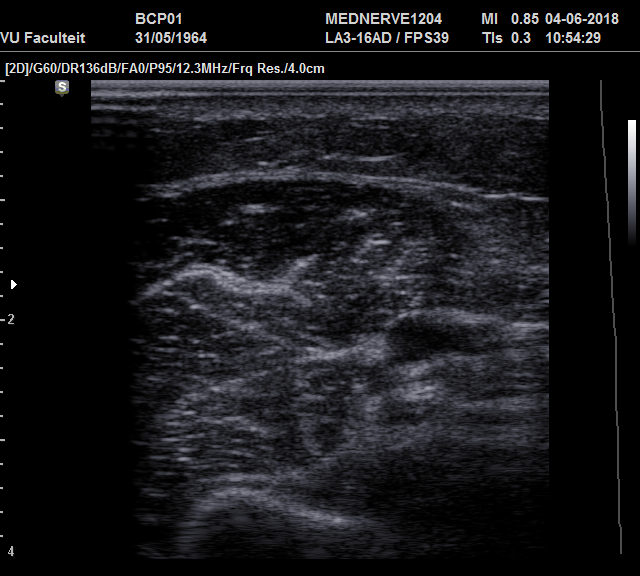 BCP01 MEDNERVE1204 MI 0.85 04-06-2018
VU Faculteit 31/05/1964 LA3-16AD / FPS39 TIs 0.3 10:54:29
[2D]/G60/DR136dB/FA0/P95/12.3MHz/Frq Res./4.0cm
S
2
4